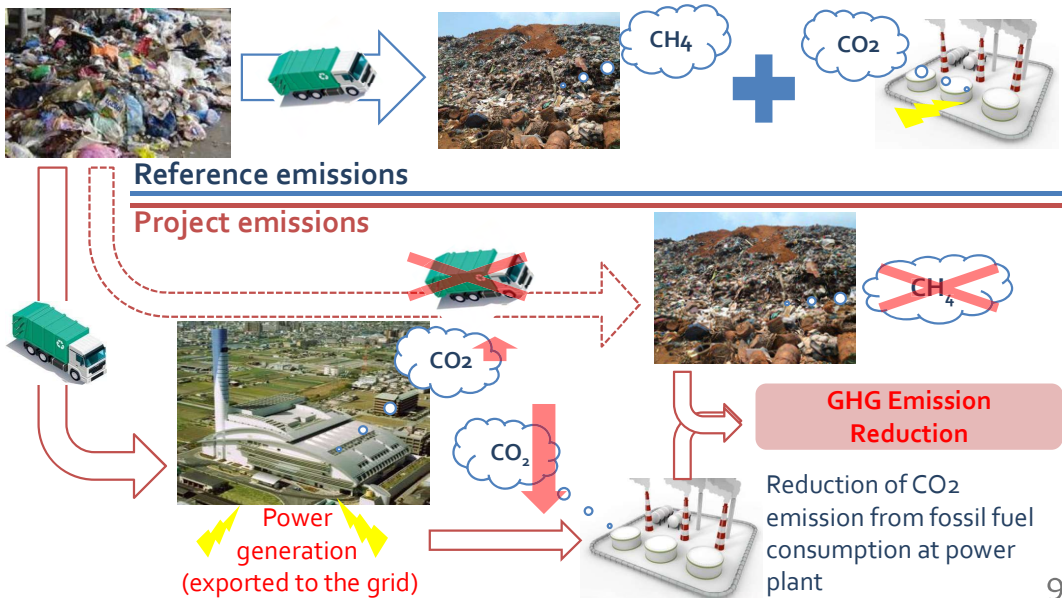 CH4
CO2
Reference emissions
Project emissions
CH4
CO2
CO2
GHG Emission
Reduction
Power
generation
(exported to the grid)
Reduction of CO2
emission from fossil fuel
consumption at power
plant
9